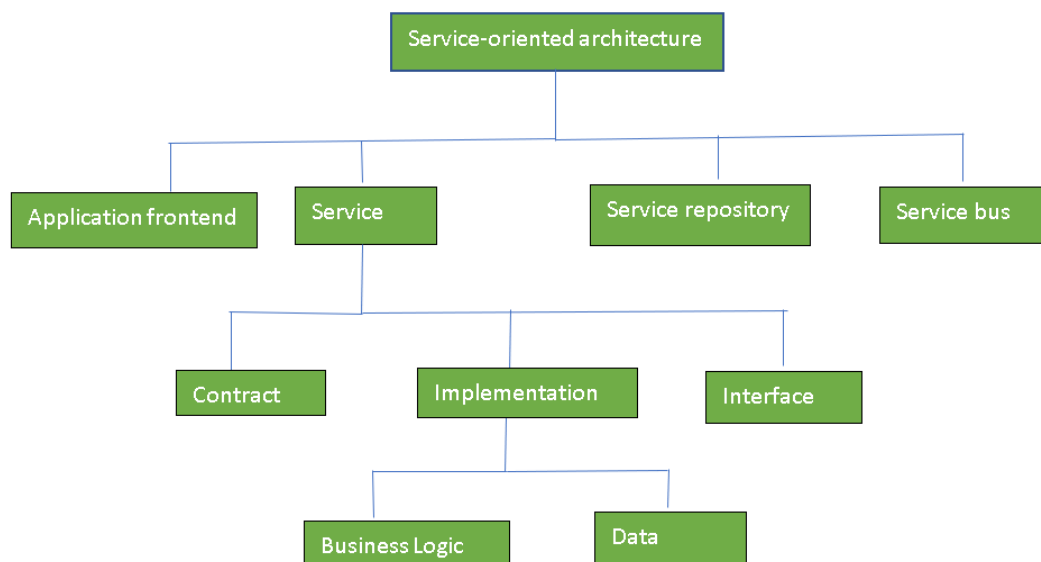 Service-oriented architecture
Application frontend
Service
Service repository
Service bus
Contract
Implementation
Interface
Business Logic
Data